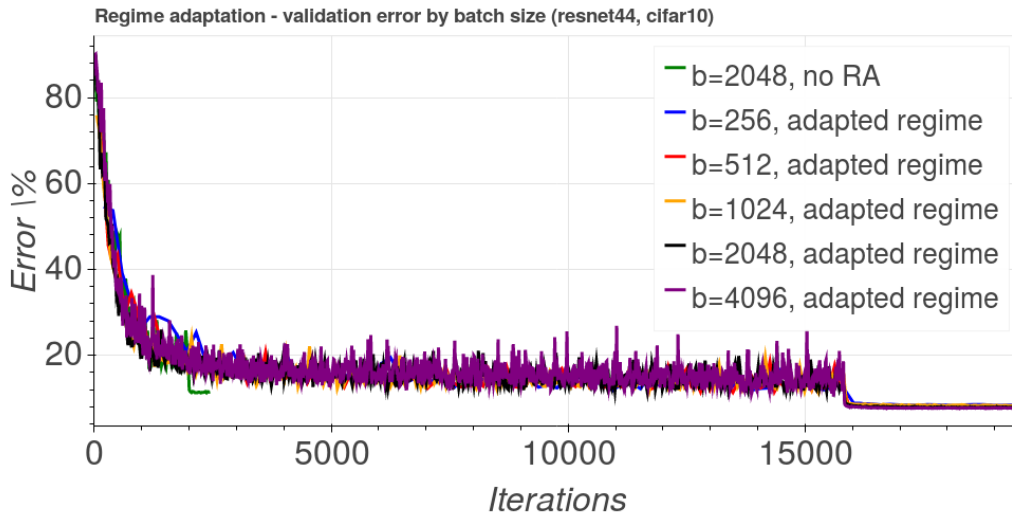 Regime adaptation - validation error by batch size (resnet44, cifar10)
b=2048, no RA
b=256, adapted regime
b=512, adapted regime
b=1024, adapted regime
b=2048, adapted regime
b=4096, adapted regime
Error \%
80
60
40
20
0 5000 10000 15000
Iterations